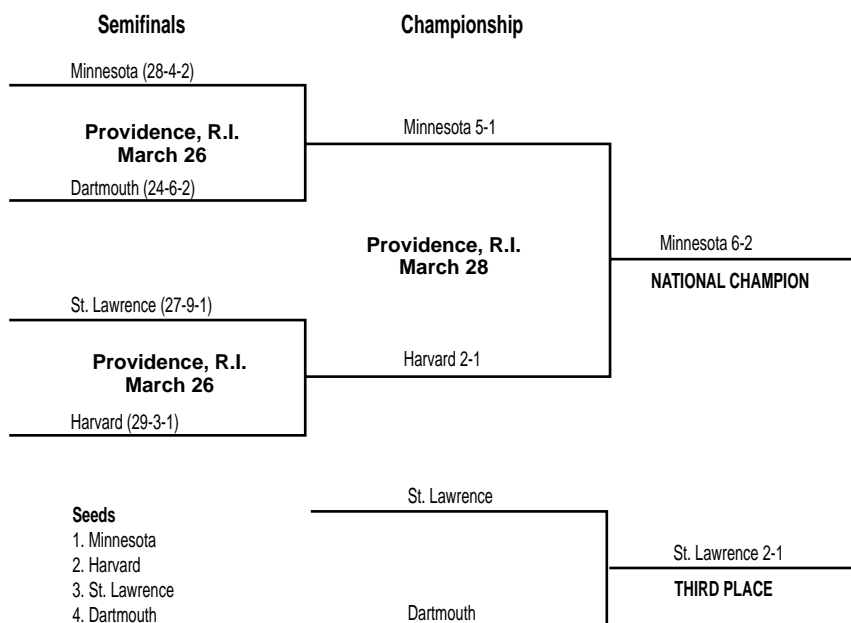 Semifinals
Championship
Minnesota (28-4-2)
Providence, R.I.
March 26
Dartmouth (24-6-2)
Minnesota 5-1
Providence, R.I.
March 28
Minnesota 6-2
NATIONAL CHAMPION
St. Lawrence (27-9-1)
Providence, R.I.
March 26
Harvard (29-3-1)
Harvard 2-1
Seeds
1. Minnesota
2. Harvard
3. St. Lawrence
4. Dartmouth
St. Lawrence
Dartmouth
St. Lawrence 2-1
THIRD PLACE